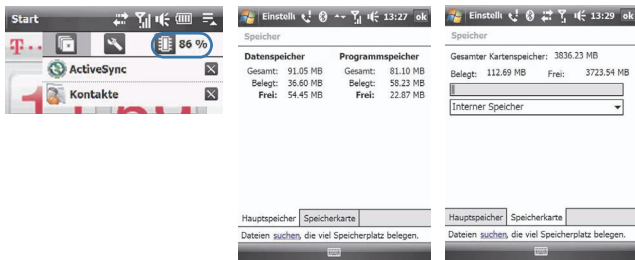 Start
T
86 %
ActiveSync
Kontakte
Einstell 13:27 ok
Speicher
Datenspeicher Programmspeicher
Gesamt: 91.05 MB Gesamt: 81.10 MB
Belegt: 36.60 MB Belegt: 58.23 MB
Frei: 54.45 MB Frei: 22.87 MB
Hauptspeicher Speicherkarte
Dateien suchen, die viel Speicherplatz belegen.
Einstell 13:29 ok
Speicher
Gesamter Kartenspeicher: 3836.23 MB
Belegt: 112.69 MB Frei: 3723.54 MB
Interner Speicher
Hauptspeicher Speicherkarte
Dateien suchen, die viel Speicherplatz belegen.